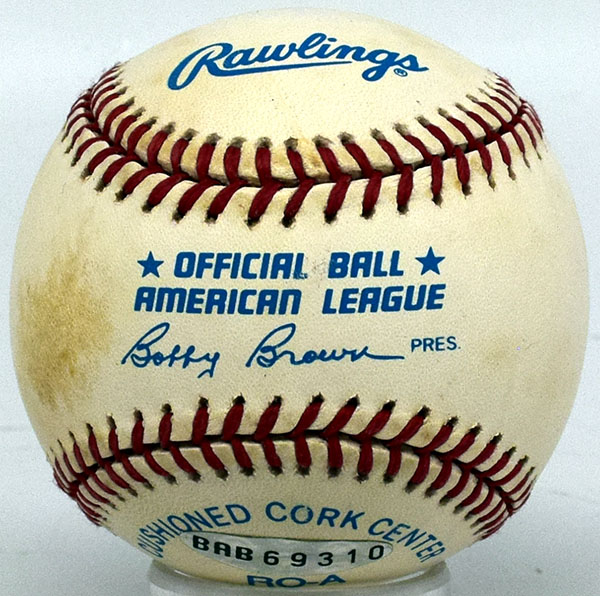 Rawlings®
★ OFFICIAL BALL ★
AMERICAN LEAGUE
Bobby Brown PRES.
CUSHIONED CORK CENTER
BAB69310
RO-A